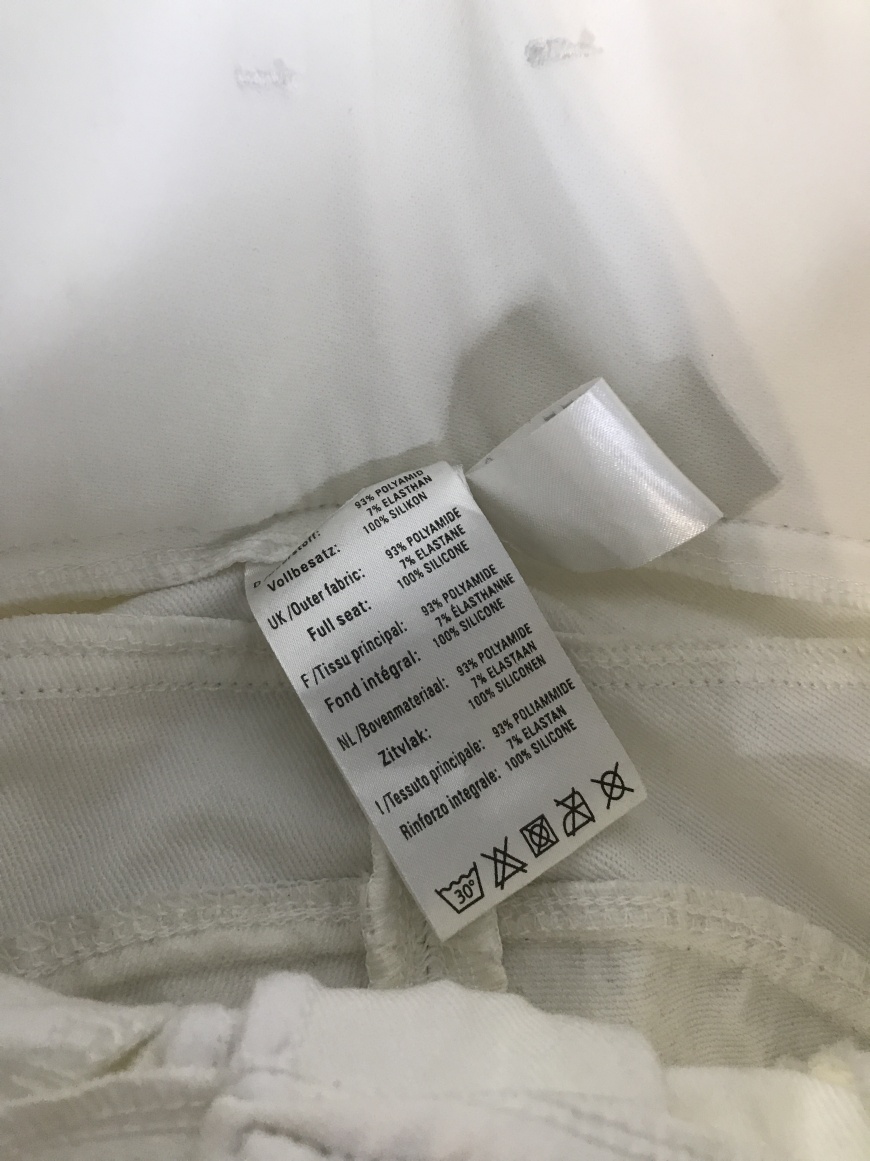 93% POLYAMID
7% ELASTHAN
Vollbesatz: 100% SILIKON
UK/Outer fabric: 93% POLYAMIDE
7% ELASTANE
Full seat: 100% SILICONE
F/Tissu principal: 93% POLYAMIDE
7% ÉLASTHANNE
Fond intégral: 100% SILICONE
NL/Bovenmateriaal: 93% POLYAMIDE
7% ELASTAAN
Zitvlak: 100% SILICONEN
I/Tessuto principale: 93% POLIAMMIDE
7% ELASTAN
Rinforzo integrale: 100% SILICONE
30°